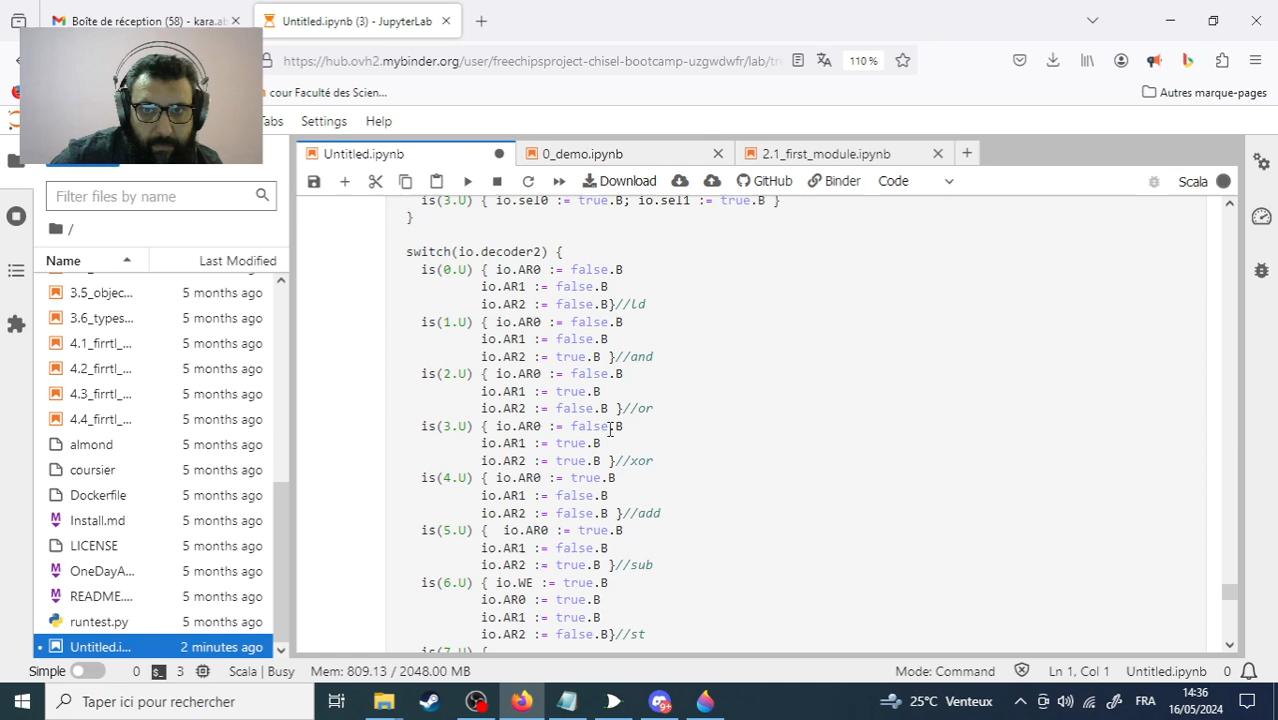 Boîte de réception (58) - kara.ab
Untitled.ipynb (3) - JupyterLab
https://hub.ovh2.mybinder.org/user/freechipsproject-chisel-bootcamp-uzgwdwfr/lab/tr
110 %
cour Faculté des Scien...
Autres marque-pages
Tabs
Settings
Help
Untitled.ipynb
0_demo.ipynb
2.1_first_module.ipynb
Filter files by name
Download
GitHub
Binder
Code
Scala
/
Name
Last Modified
3.5_objec... 5 months ago
3.6_types... 5 months ago
4.1_firrtl_... 5 months ago
4.2_firrtl_... 5 months ago
4.3_firrtl_... 5 months ago
4.4_firrtl_... 5 months ago
almond 5 months ago
coursier 5 months ago
Dockerfile 5 months ago
Install.md 5 months ago
LICENSE 5 months ago
OneDayA... 5 months ago
README.... 5 months ago
runtest.py 5 months ago
Untitled.i... 2 minutes ago
is(3.U) { io.sel0 := true.B; io.sel1 := true.B }
}
switch(io.decoder2) {
is(0.U) { io.AR0 := false.B
io.AR1 := false.B
io.AR2 := false.B}//ld
is(1.U) { io.AR0 := false.B
io.AR1 := false.B
io.AR2 := true.B }//and
is(2.U) { io.AR0 := false.B
io.AR1 := true.B
io.AR2 := false.B }//or
is(3.U) { io.AR0 := false.B
io.AR1 := true.B
io.AR2 := true.B }//xor
is(4.U) { io.AR0 := true.B
io.AR1 := false.B
io.AR2 := false.B }//add
is(5.U) {  io.AR0 := true.B
io.AR1 := false.B
io.AR2 := true.B }//sub
is(6.U) { io.WE := true.B
io.AR0 := true.B
io.AR1 := true.B
io.AR2 := false.B}//st
is(7.U) {
Simple
0
3
Scala | Busy
Mem: 809.13 / 2048.00 MB
Mode: Command
Ln 1, Col 1
Untitled.ipynb
0
Taper ici pour rechercher
9+
25°C Venteux
FRA
14:36
16/05/2024